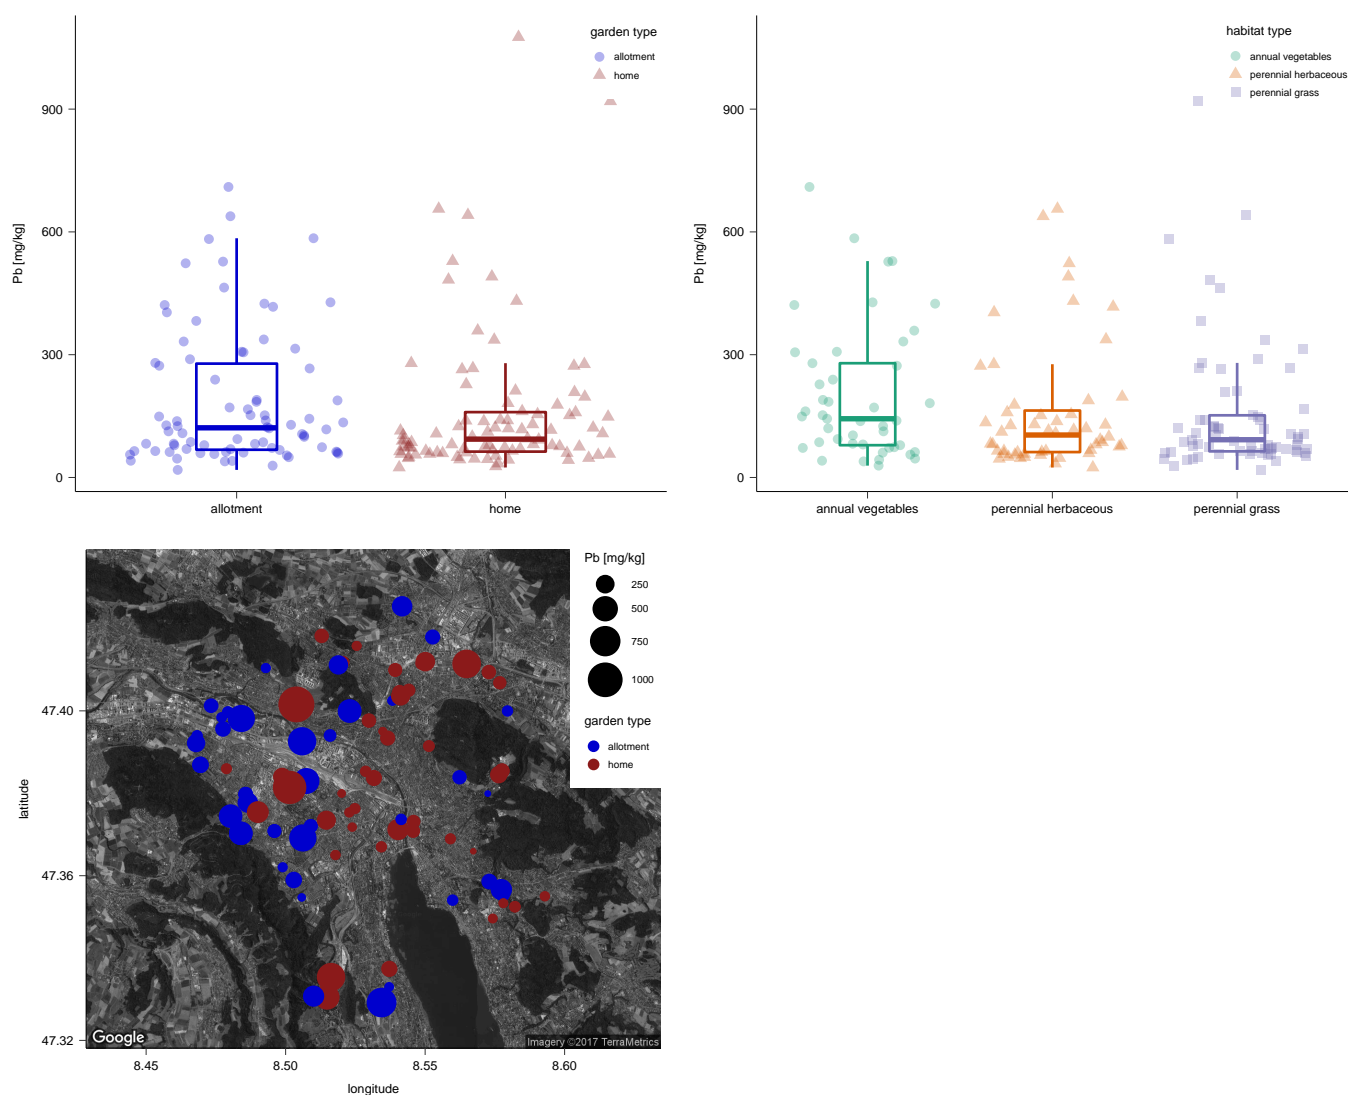 garden type
allotment
home
900
600
300
0
Pb [mg/kg]
allotment
home
habitat type
annual vegetables
perennial herbaceous
perennial grass
900
600
300
0
Pb [mg/kg]
annual vegetables
perennial herbaceous
perennial grass
Pb [mg/kg]
250
500
750
1000
garden type
allotment
home
47.40
47.36
47.32
latitude
Google
Imagery ©2017 TerraMetrics
8.45
8.50
8.55
8.60
longitude